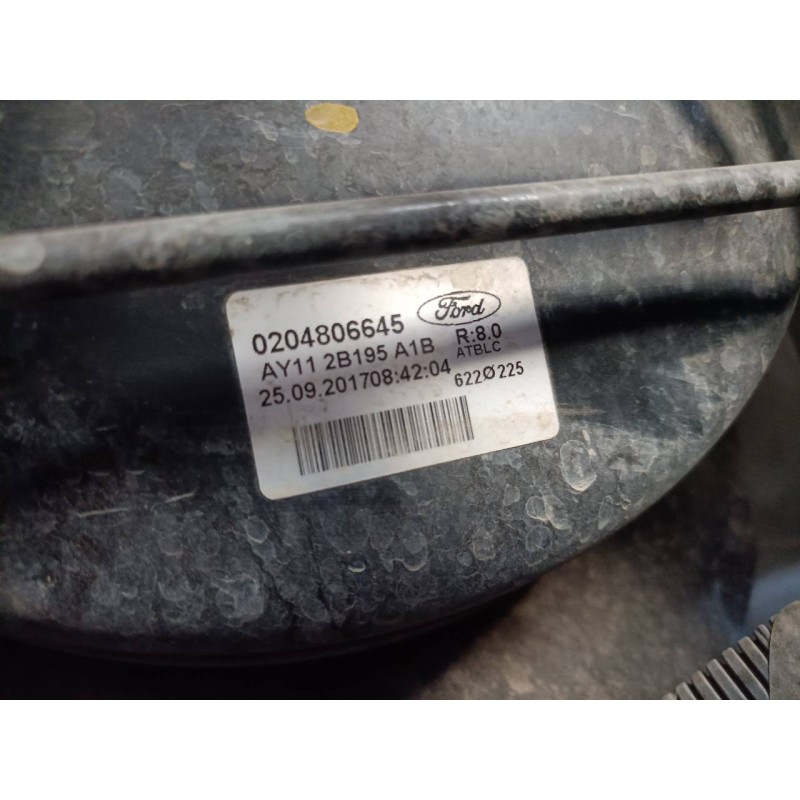 Ford
0204806645
R:8.0
AY11 2B195 A1B
ATBLC
25.09.201708:42:04
622Ø225